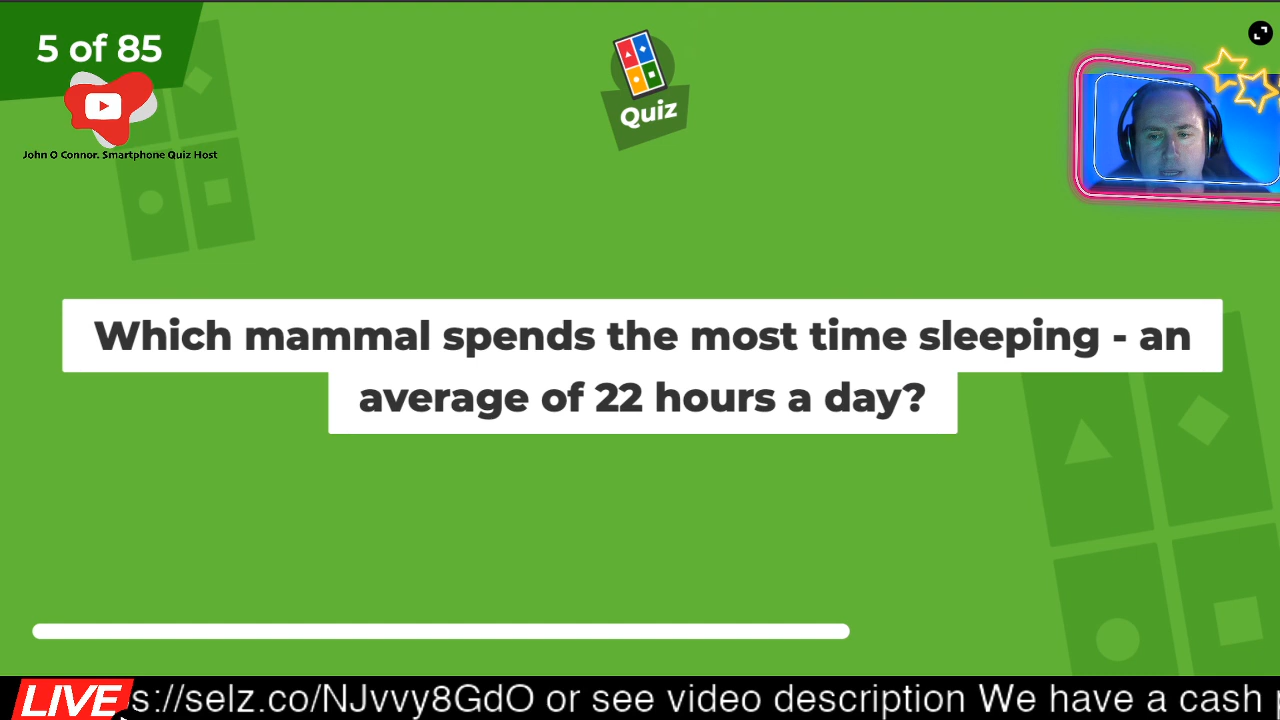 5 of 85
Quiz
John O Connor. Smartphone Quiz Host
Which mammal spends the most time sleeping - an
average of 22 hours a day?
LIVE
s://selz.co/NJvvy8GdO or see video description We have a cash